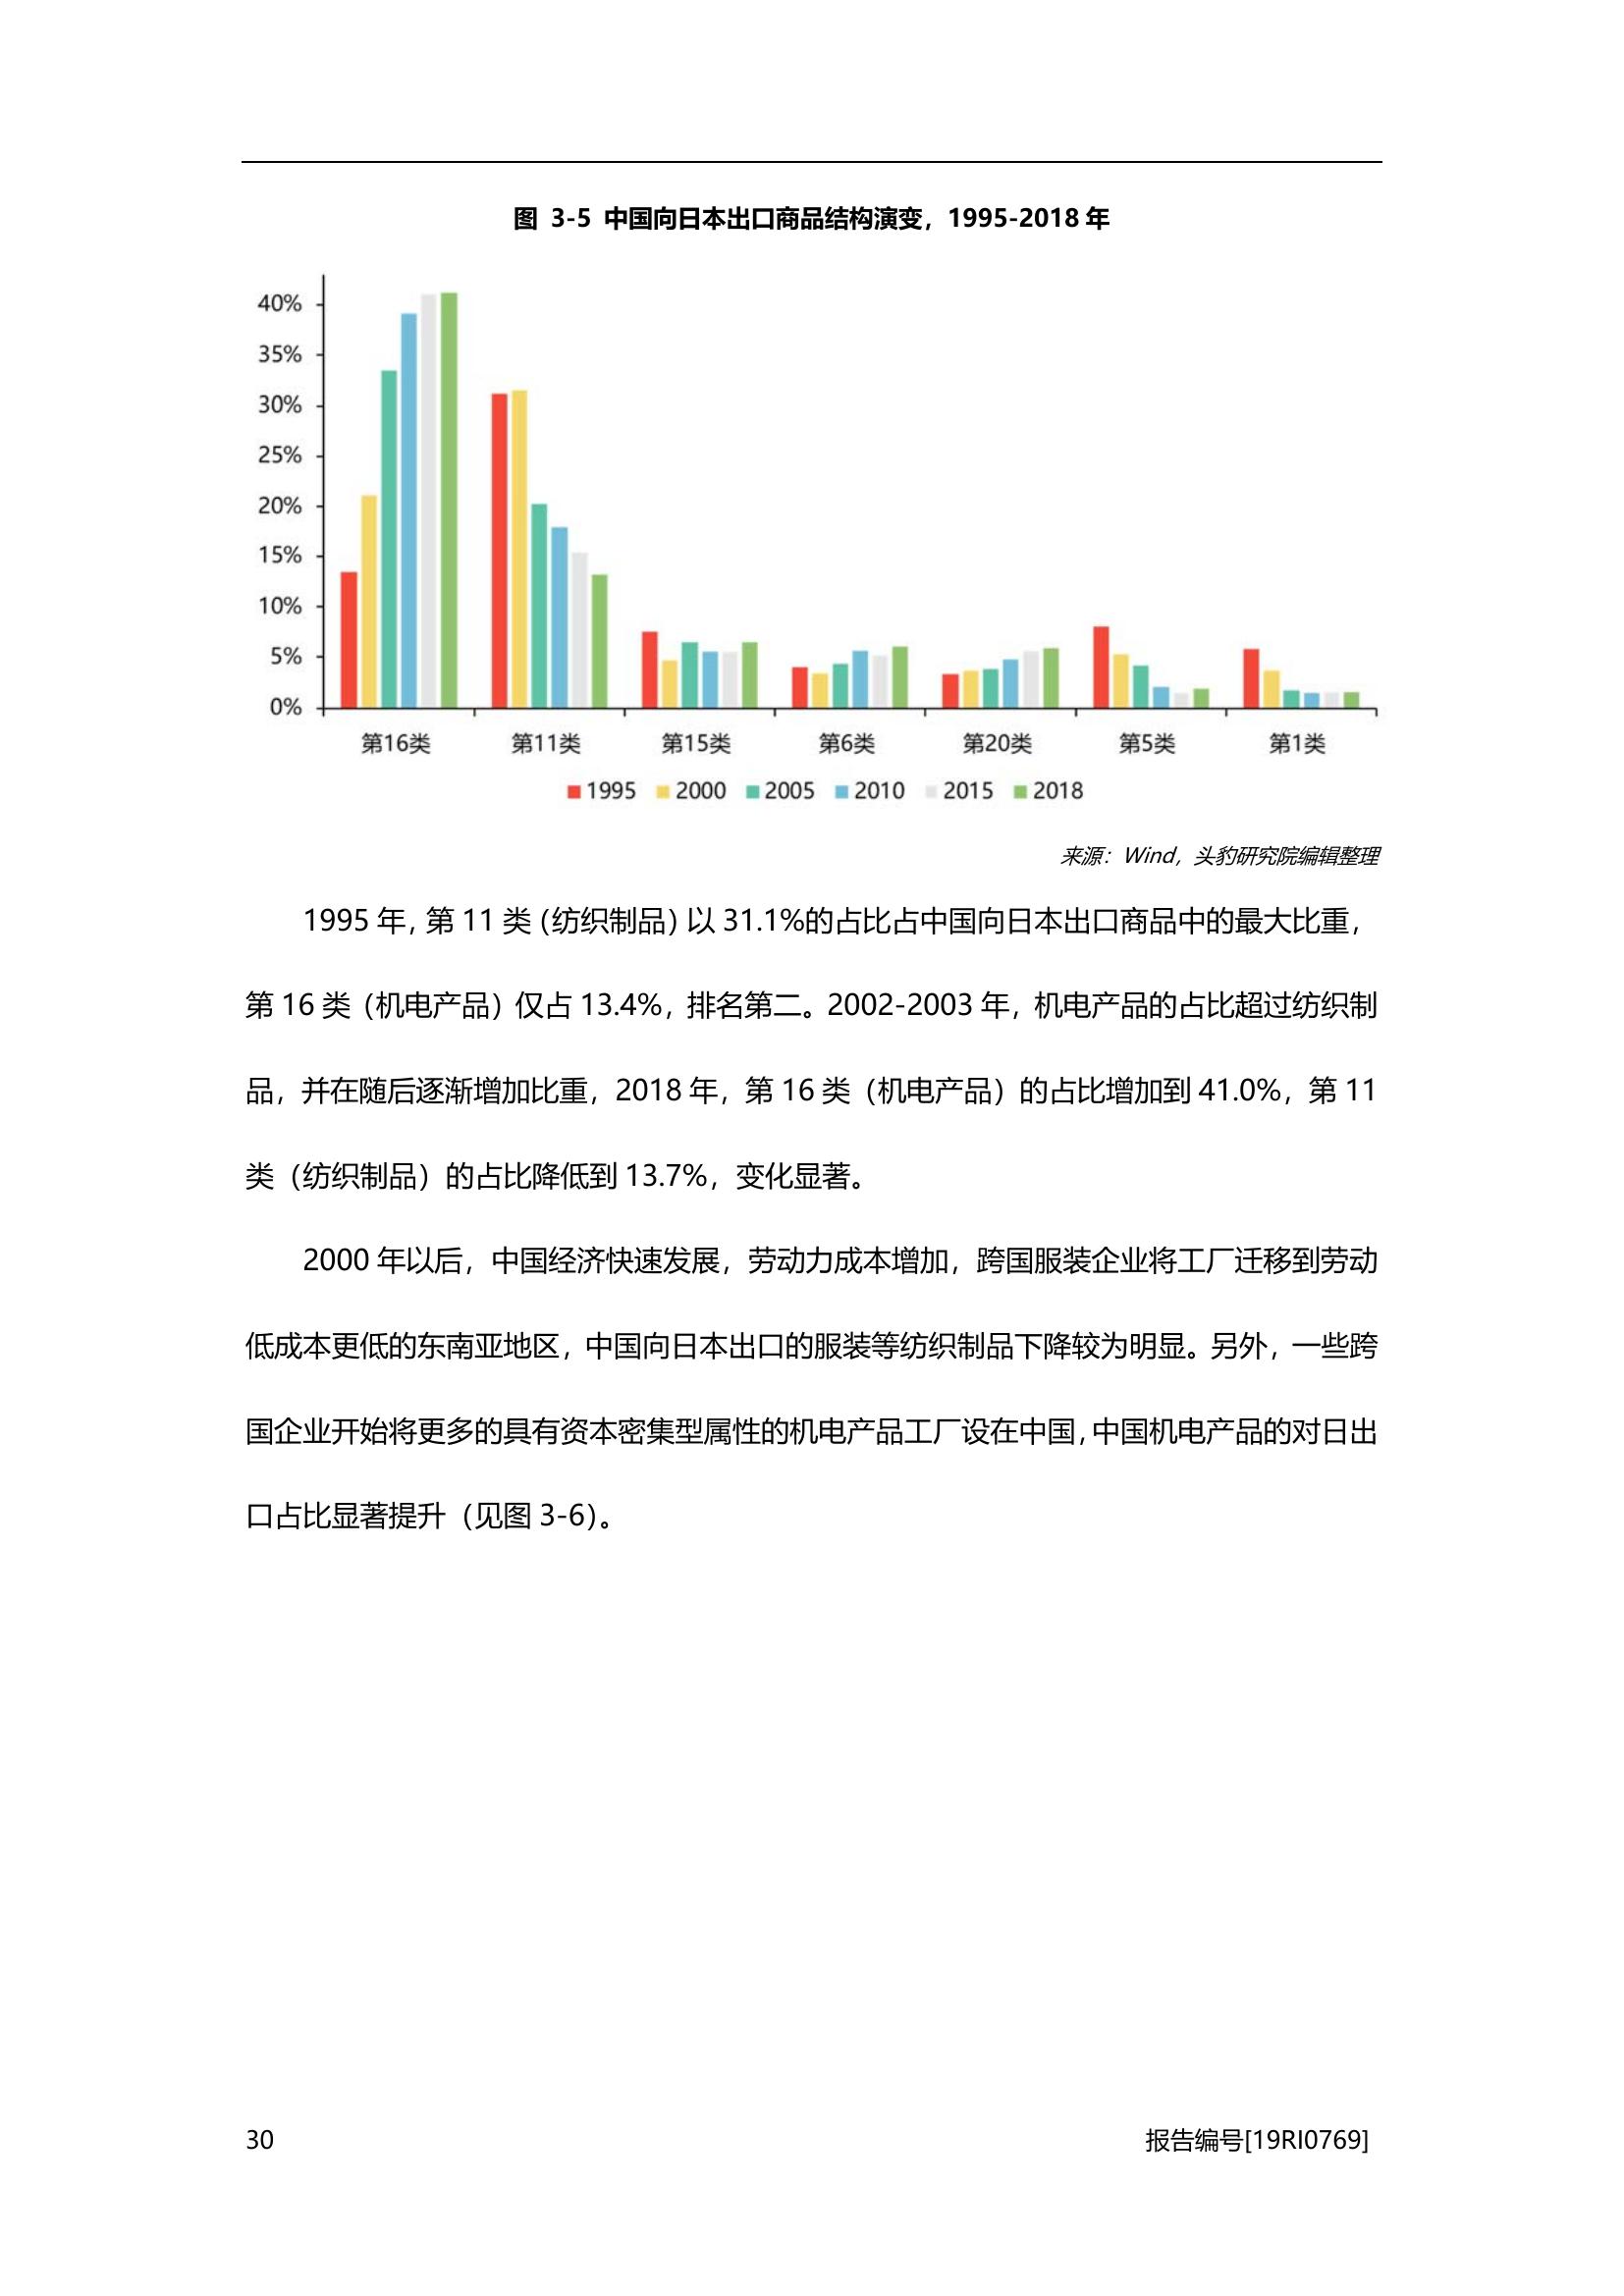 图 3-5 中国向日本出口商品结构演变，1995-2018 年
40%
35%
30%
25%
20%
15%
10%
5%
0%
第16类 第11类 第15类 第6类 第20类 第5类 第1类
1995 2000 2005 2010 2015 2018
来源：Wind，头豹研究院编辑整理
1995 年，第 11 类（纺织制品）以 31.1%的占比占中国向日本出口商品中的最大比重，
第 16 类（机电产品）仅占 13.4%，排名第二。2002-2003 年，机电产品的占比超过纺织制
品，并在随后逐渐增加比重，2018 年，第 16 类（机电产品）的占比增加到 41.0%，第 11
类（纺织制品）的占比降低到 13.7%，变化显著。
2000 年以后，中国经济快速发展，劳动力成本增加，跨国服装企业将工厂迁移到劳动
低成本更低的东南亚地区，中国向日本出口的服装等纺织制品下降较为明显。另外，一些跨
国企业开始将更多的具有资本密集型属性的机电产品工厂设在中国，中国机电产品的对日出
口占比显著提升（见图 3-6）。
30 报告编号[19RI0769]